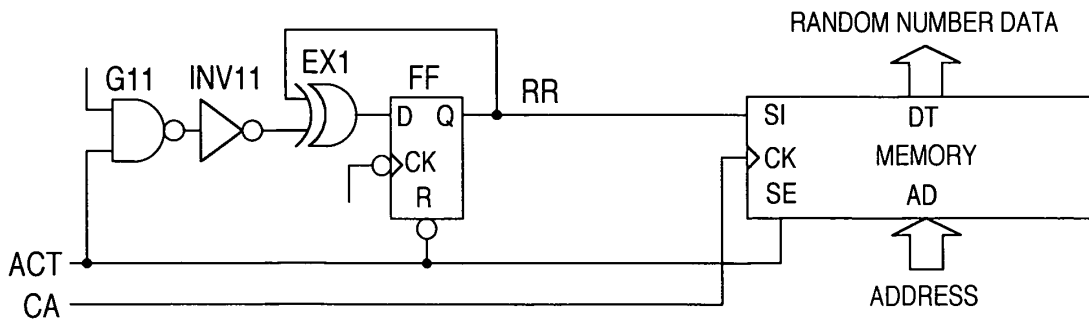 RANDOM NUMBER DATA
G11
INV11
EX1
FF
RR
D
Q
CK
R
SI
DT
CK
MEMORY
SE
AD
ACT
CA
ADDRESS